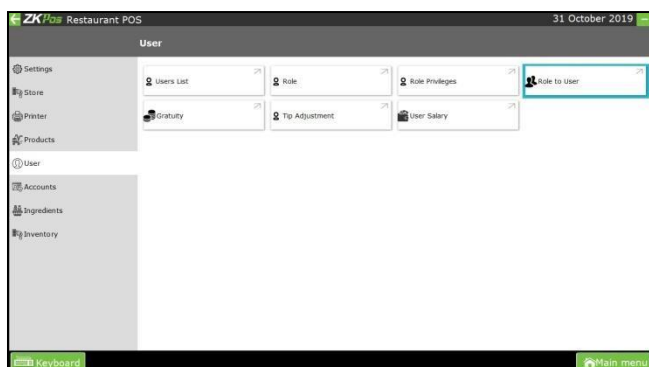 ZKPos Restaurant POS
31 October 2019
User
Settings
Store
Printer
Products
User
Accounts
Ingredients
Inventory
Users List
Role
Role Privileges
Role to User
Gratuity
Tip Adjustment
User Salary
Keyboard
Main menu